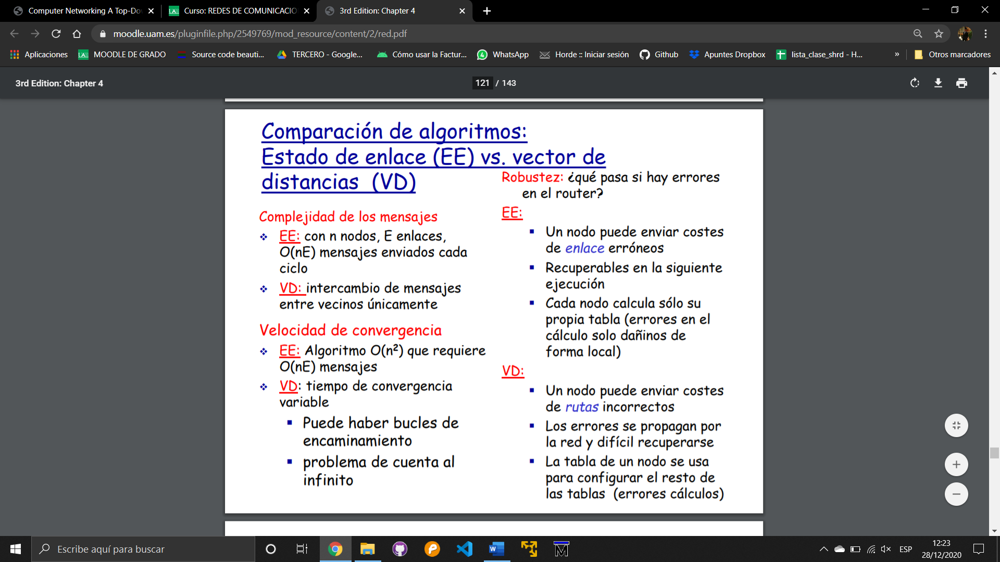 Computer Networking A Top-Do
Curso: REDES DE COMUNICACIO
3rd Edition: Chapter 4
moodle.uam.es/pluginfile.php/2549769/mod_resource/content/2/red.pdf
Aplicaciones
MOODLE DE GRADO
Source code beauti...
TERCERO - Google...
Cómo usar la Factur...
WhatsApp
Horde :: Iniciar sesión
Github
Apuntes Dropbox
lista_clase_shrd - H...
»
Otros marcadores
3rd Edition: Chapter 4
121 / 143
Comparación de algoritmos:
Estado de enlace (EE) vs. vector de
distancias (VD)
Complejidad de los mensajes
EE: con n nodos, E enlaces,
O(nE) mensajes enviados cada
ciclo
VD: intercambio de mensajes
entre vecinos únicamente
Velocidad de convergencia
EE: Algoritmo O(n²) que requiere
O(nE) mensajes
VD: tiempo de convergencia
variable
Puede haber bucles de
encaminamiento
problema de cuenta al
infinito
Robustez: ¿qué pasa si hay errores
en el router?
EE:
Un nodo puede enviar costes
de enlace erróneos
Recuperables en la siguiente
ejecución
Cada nodo calcula sólo su
propia tabla (errores en el
cálculo solo dañinos de
forma local)
VD:
Un nodo puede enviar costes
de rutas incorrectos
Los errores se propagan por
la red y difícil recuperarse
La tabla de un nodo se usa
para configurar el resto de
las tablas (errores cálculos)
Escribe aquí para buscar
ESP
12:23
28/12/2020